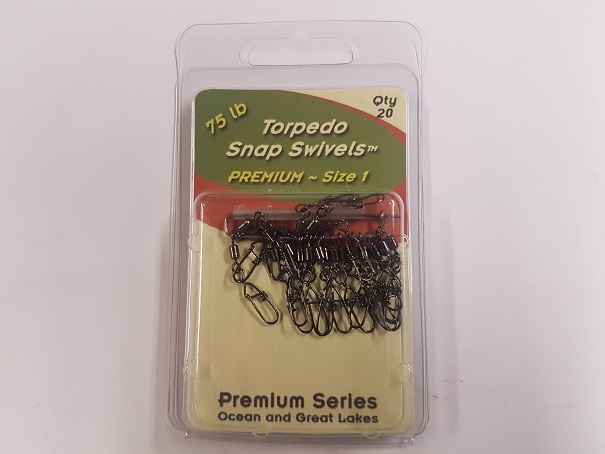 75 lb
Qty
20
Torpedo
Snap Swivels™
PREMIUM ~ Size 1
Premium Series
Ocean and Great Lakes